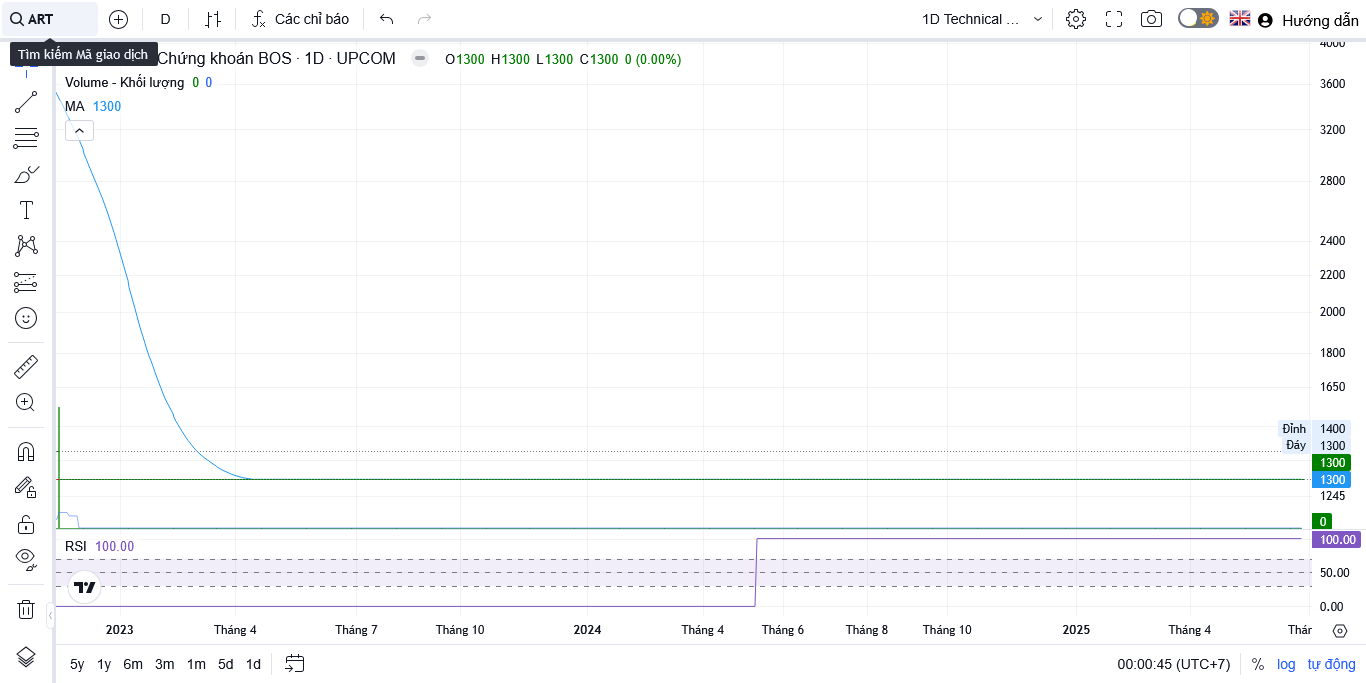 ART
D
Các chỉ báo
1D Technical ...
Hướng dẫn
Tìm kiếm Mã giao dịch
Chứng khoán BOS · 1D · UPCOM
O1300 H1300 L1300 C1300 0 (0.00%)
Volume - Khối lượng 0 0
MA 1300
4000
3600
3200
2800
2400
2200
2000
1800
1650
Đỉnh 1400
Đáy 1300
1300
1300
1245
0
RSI 100.00
100.00
50.00
0.00
2023 Tháng 4 Tháng 7 Tháng 10 2024 Tháng 4 Tháng 6 Tháng 8 Tháng 10 2025 Tháng 4 Thár
5y 1y 6m 3m 1m 5d 1d
00:00:45 (UTC+7) % log tự động